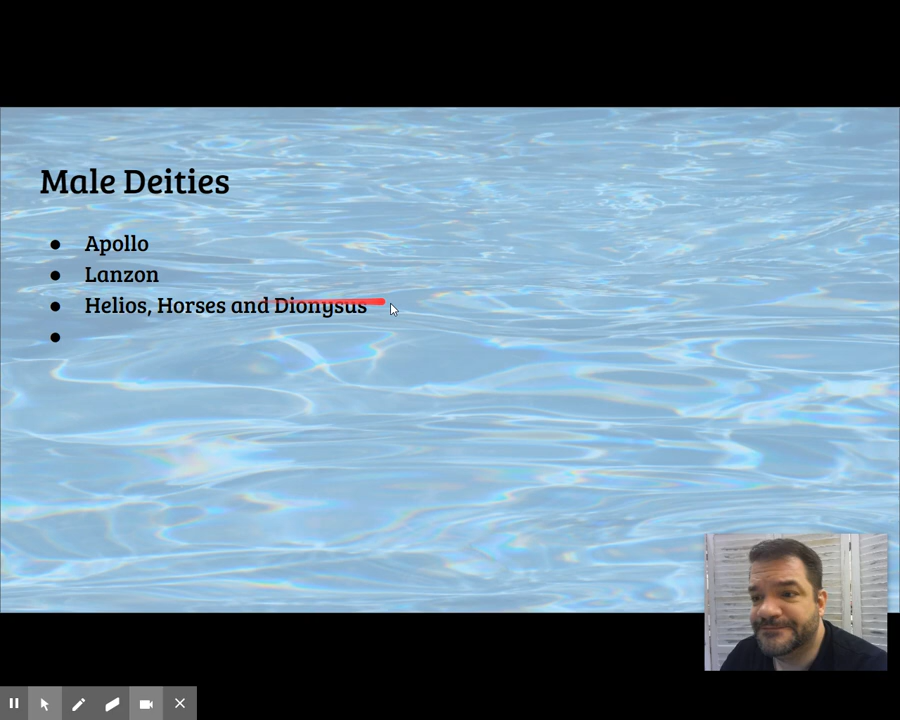 Male Deities
● Apollo
● Lanzon
● Helios, Horses and Dionysus
●